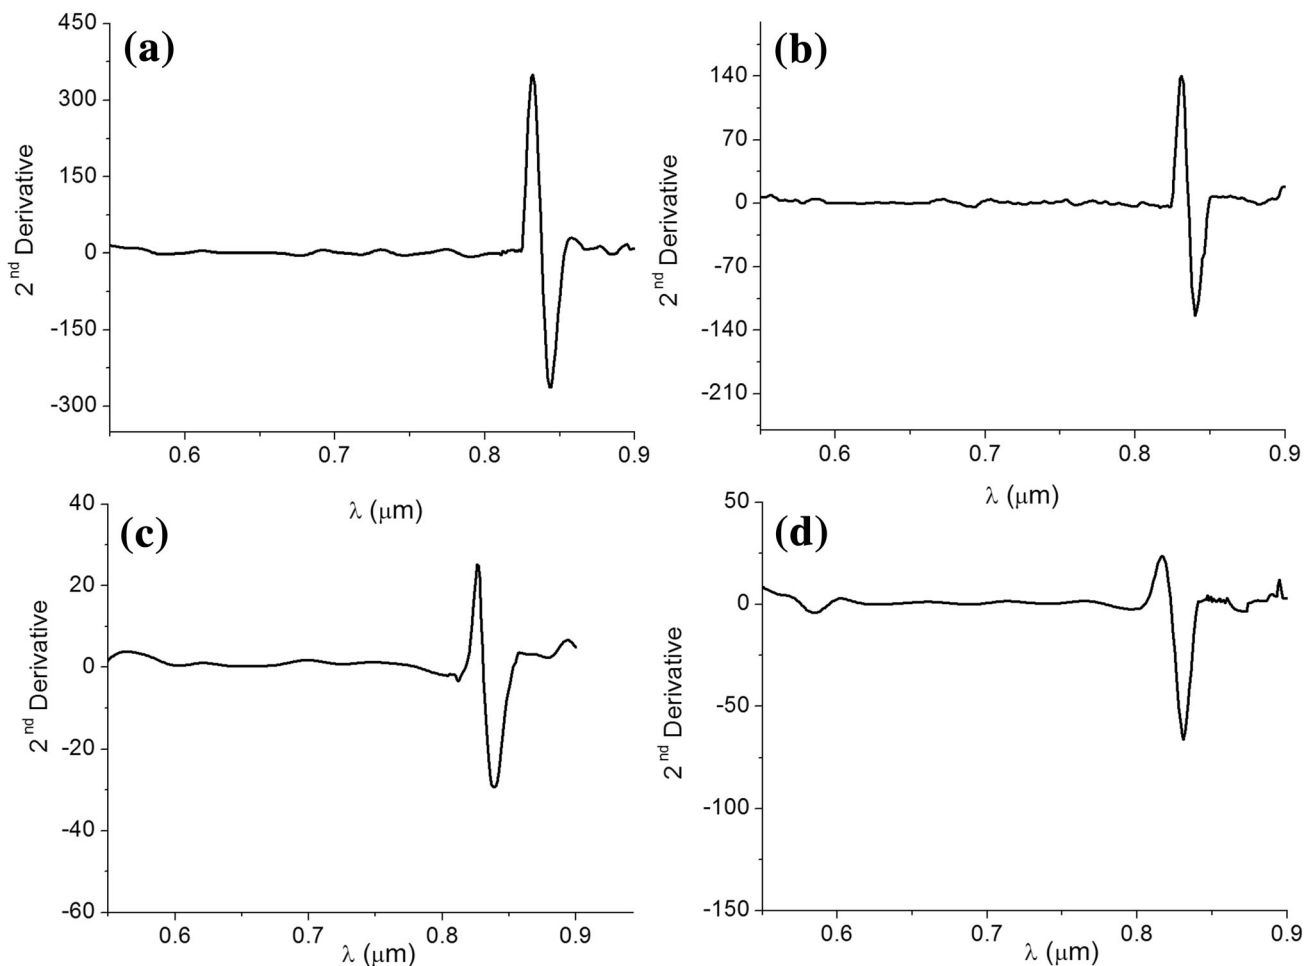 (a)
450
300
150
0
-150
-300
2nd Derivative
0.6 0.7 0.8 0.9
λ (μm)
(b)
140
70
0
-70
-140
-210
2nd Derivative
0.6 0.7 0.8 0.9
λ (μm)
(c)
40
20
0
-20
-40
-60
2nd Derivative
0.6 0.7 0.8 0.9
λ (μm)
(d)
50
0
-50
-100
-150
2nd Derivative
0.6 0.7 0.8 0.9
λ (μm)